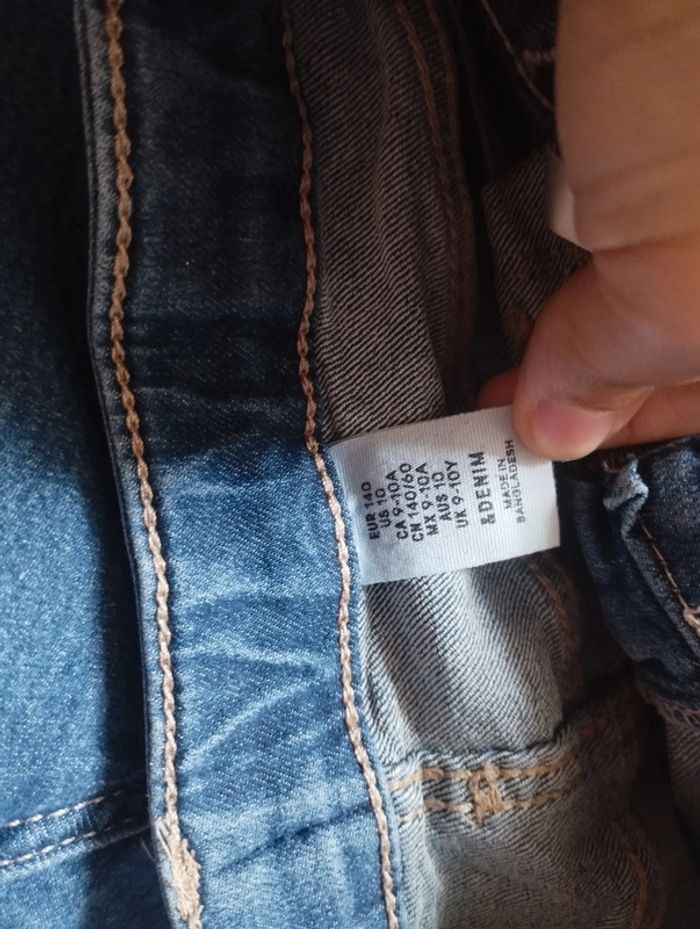 EUR 140
US 10
CA 9-10A
CN 140/60
MX 9-10A
AUS 10
UK 9-10Y
&DENIM
MADE IN
BANGLADESH